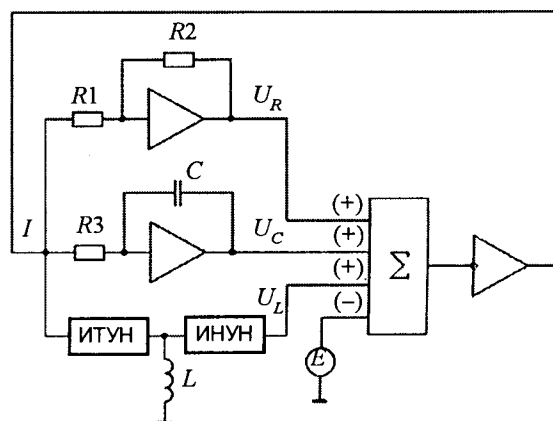 R2
R1
U_R
C
(+)
I
R3
U_C
(+)
(+)
Σ
U_L
(−)
ИТУН
ИНУН
E
L